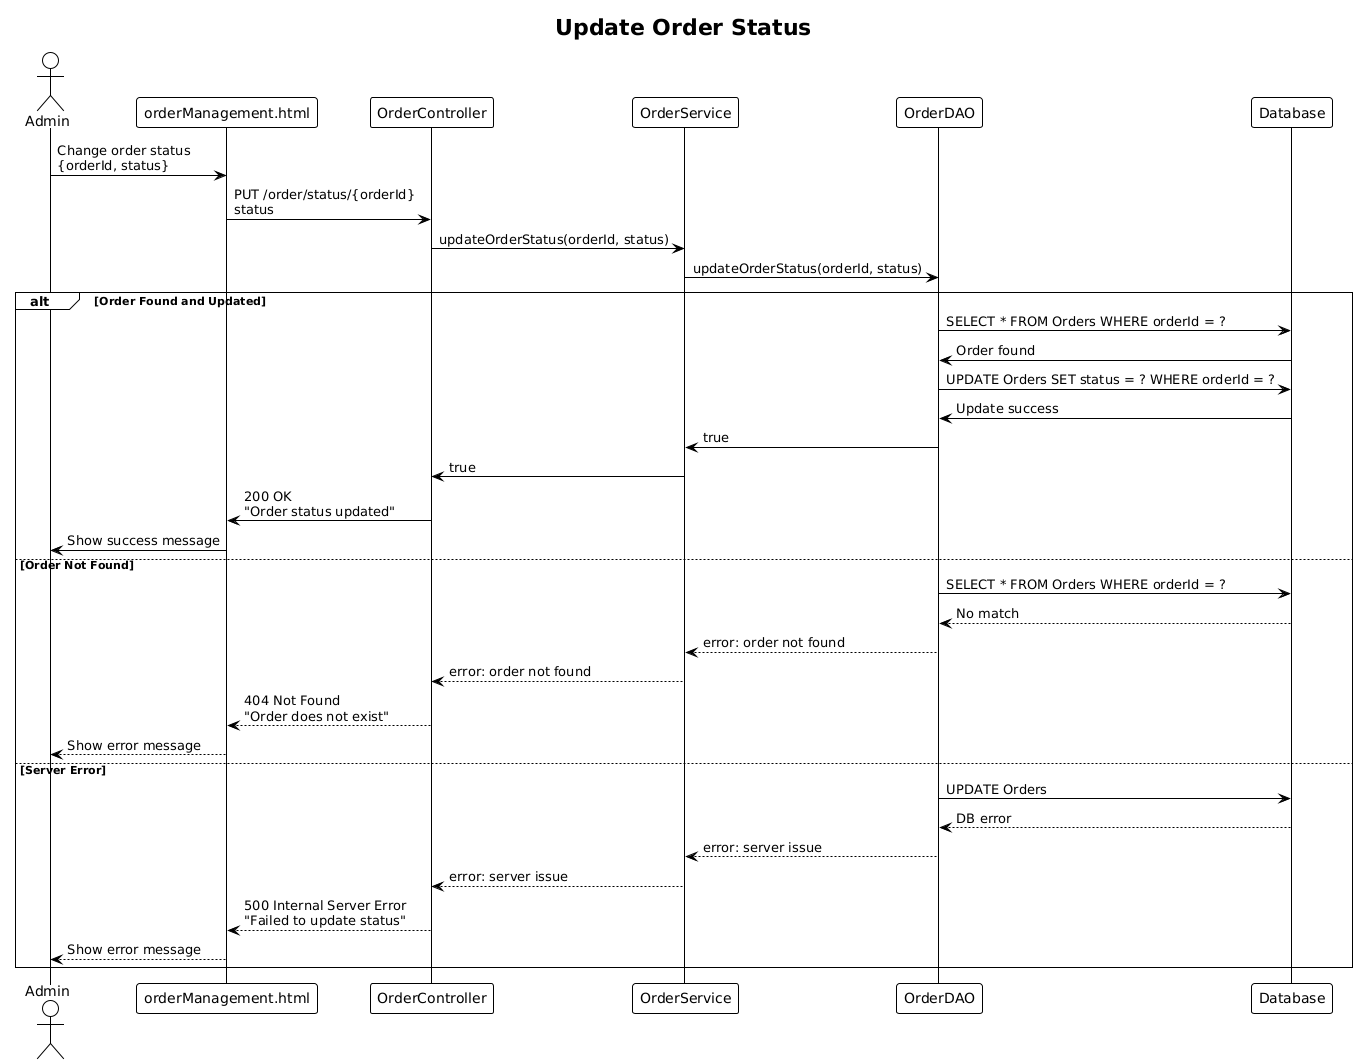 Update Order Status
Admin
orderManagement.html
OrderController
OrderService
OrderDAO
Database
Change order status
{orderId, status}
PUT /order/status/{orderId}
status
updateOrderStatus(orderId, status)
updateOrderStatus(orderId, status)
alt
[Order Found and Updated]
SELECT * FROM Orders WHERE orderId = ?
Order found
UPDATE Orders SET status = ? WHERE orderId = ?
Update success
true
true
200 OK
"Order status updated"
Show success message
[Order Not Found]
SELECT * FROM Orders WHERE orderId = ?
No match
error: order not found
error: order not found
404 Not Found
"Order does not exist"
Show error message
[Server Error]
UPDATE Orders
DB error
error: server issue
error: server issue
500 Internal Server Error
"Failed to update status"
Show error message
Admin
orderManagement.html
OrderController
OrderService
OrderDAO
Database